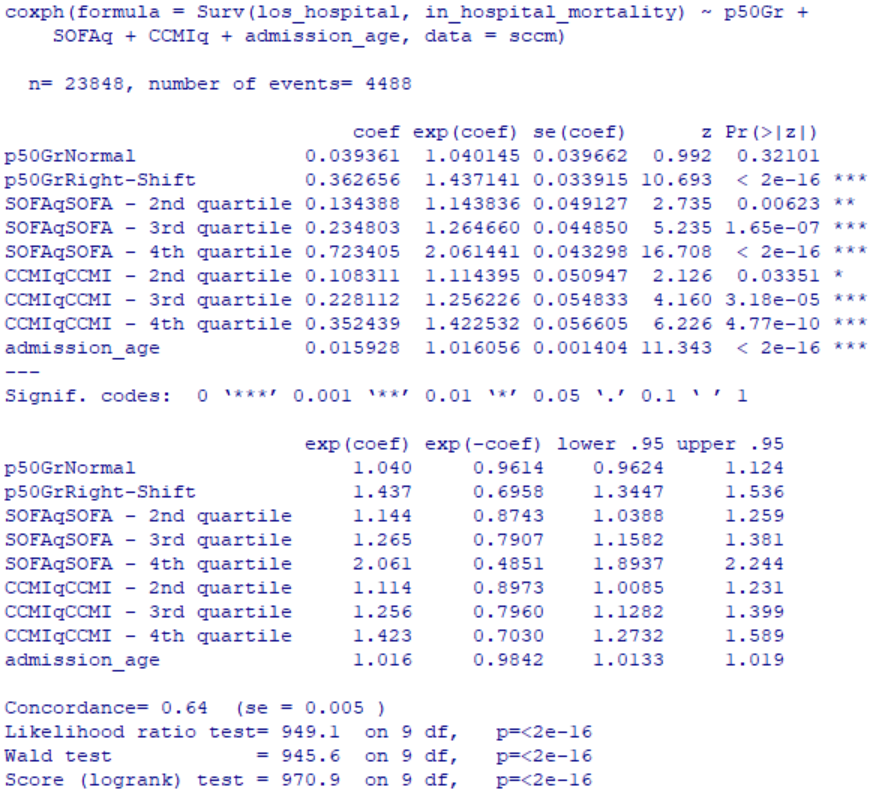 coxph(formula = Surv(los_hospital, in_hospital_mortality) ~ p50Gr +
    SOFAq + CCMIq + admission_age, data = sccm)
  n= 23848, number of events= 4488
                             coef exp(coef) se(coef)      z Pr(>|z|)
p50GrNormal              0.039361  1.040145 0.039662  0.992  0.32101
p50GrRight-Shift         0.362656  1.437141 0.033915 10.693  < 2e-16 ***
SOFAqSOFA - 2nd quartile 0.134388  1.143836 0.049127  2.735  0.00623 **
SOFAqSOFA - 3rd quartile 0.234803  1.264660 0.044850  5.235 1.65e-07 ***
SOFAqSOFA - 4th quartile 0.723405  2.061441 0.043298 16.708  < 2e-16 ***
CCMIqCCMI - 2nd quartile 0.108311  1.114395 0.050947  2.126  0.03351 *
CCMIqCCMI - 3rd quartile 0.228112  1.256226 0.054833  4.160 3.18e-05 ***
CCMIqCCMI - 4th quartile 0.352439  1.422532 0.056605  6.226 4.77e-10 ***
admission_age            0.015928  1.016056 0.001404 11.343  < 2e-16 ***
---
Signif. codes:  0 ‘***’ 0.001 ‘**’ 0.01 ‘*’ 0.05 ‘.’ 0.1 ‘ ’ 1
                         exp(coef) exp(-coef) lower .95 upper .95
p50GrNormal                  1.040     0.9614    0.9624     1.124
p50GrRight-Shift             1.437     0.6958    1.3447     1.536
SOFAqSOFA - 2nd quartile     1.144     0.8743    1.0388     1.259
SOFAqSOFA - 3rd quartile     1.265     0.7907    1.1582     1.381
SOFAqSOFA - 4th quartile     2.061     0.4851    1.8937     2.244
CCMIqCCMI - 2nd quartile     1.114     0.8973    1.0085     1.231
CCMIqCCMI - 3rd quartile     1.256     0.7960    1.1282     1.399
CCMIqCCMI - 4th quartile     1.423     0.7030    1.2732     1.589
admission_age                1.016     0.9842    1.0133     1.019
Concordance= 0.64  (se = 0.005 )
Likelihood ratio test= 949.1  on 9 df,   p=<2e-16
Wald test            = 945.6  on 9 df,   p=<2e-16
Score (logrank) test = 970.9  on 9 df,   p=<2e-16